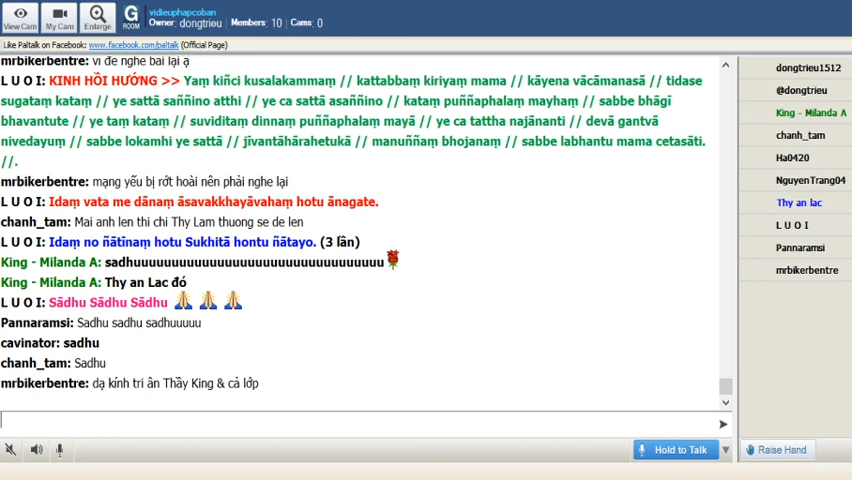 View Cam
My Cam
Enlarge
G
ROOM
vidieuphapcoban
Owner: dongtrieu Members: 10 Cams: 0
Like Paltalk on Facebook: www.facebook.com/paltalk (Official Page)
mrbikerbentre: vì để nghe bài lại ạ
L U O I: KINH HỒI HƯỚNG >> Yaṃ kiñci kusalakammaṃ // kattabbaṃ kiriyaṃ mama // kāyena vācāmanasā // tidase
sugataṃ kataṃ // ye sattā saññino atthi // ye ca sattā asaññino // kataṃ puññaphalaṃ mayhaṃ // sabbe bhāgī
bhavantute // ye taṃ kataṃ // suviditaṃ dinnaṃ puññaphalaṃ mayā // ye ca tattha najānanti // devā gantvā
nivedayuṃ // sabbe lokamhi ye sattā // jīvantāhārahetukā // manuññaṃ bhojanaṃ // sabbe labhantu mama cetasāti.
//.
mrbikerbentre: mạng yếu bị rớt hoài nên phải nghe lại
L U O I: Idaṃ vata me dānaṃ āsavakkhayāvahaṃ hotu ānagate.
chanh_tam: Mai anh len thi chi Thy Lam thuong se de len
L U O I: Idaṃ no ñātīnaṃ hotu Sukhitā hontu ñātayo. (3 lần)
King - Milanda A: sadhuuuuuuuuuuuuuuuuuuuuuuuuuuuuuuuuu
King - Milanda A: Thy an Lac đó
L U O I: Sādhu Sādhu Sādhu
Pannaramsi: Sadhu sadhu sadhuuuuu
cavinator: sadhu
chanh_tam: Sadhu
mrbikerbentre: dạ kính tri ân Thầy King & cả lớp
dongtrieu1512
@dongtrieu
King - Milanda A
chanh_tam
Ha0420
NguyenTrang04
Thy an lac
L U O I
Pannaramsi
mrbikerbentre
Hold to Talk
Raise Hand